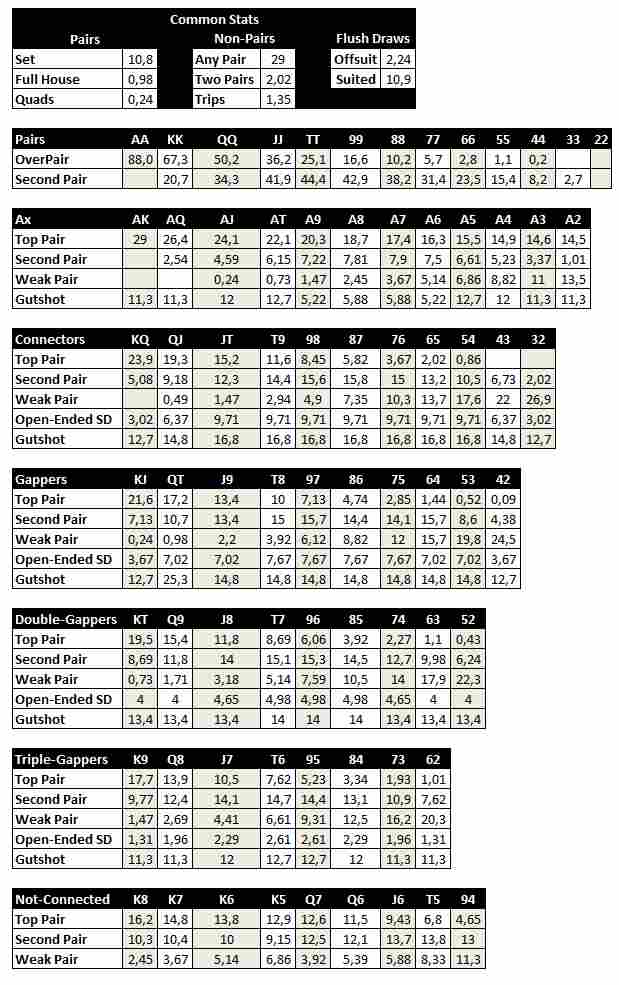 Common Stats
Pairs Non-Pairs Flush Draws
Set 10,8 Any Pair 29 Offsuit 2,24
Full House 0,98 Two Pairs 2,02 Suited 10,9
Quads 0,24 Trips 1,35
Pairs AA KK QQ JJ TT 99 88 77 66 55 44 33 22
OverPair 88,0 67,3 50,2 36,2 25,1 16,6 10,2 5,7 2,8 1,1 0,2
Second Pair 20,7 34,3 41,9 44,4 42,9 38,2 31,4 23,5 15,4 8,2 2,7
Ax AK AQ AJ AT A9 A8 A7 A6 A5 A4 A3 A2
Top Pair 29 26,4 24,1 22,1 20,3 18,7 17,4 16,3 15,5 14,9 14,6 14,5
Second Pair 2,54 4,59 6,15 7,22 7,81 7,9 7,5 6,61 5,23 3,37 1,01
Weak Pair 0,24 0,73 1,47 2,45 3,67 5,14 6,86 8,82 11 13,5
Gutshot 11,3 11,3 12 12,7 5,22 5,88 5,88 5,22 12,7 12 11,3 11,3
Connectors KQ QJ JT T9 98 87 76 65 54 43 32
Top Pair 23,9 19,3 15,2 11,6 8,45 5,82 3,67 2,02 0,86
Second Pair 5,08 9,18 12,3 14,4 15,6 15,8 15 13,2 10,5 6,73 2,02
Weak Pair 0,49 1,47 2,94 4,9 7,35 10,3 13,7 17,6 22 26,9
Open-Ended SD 3,02 6,37 9,71 9,71 9,71 9,71 9,71 9,71 9,71 6,37 3,02
Gutshot 12,7 14,8 16,8 16,8 16,8 16,8 16,8 16,8 16,8 14,8 12,7
Gappers KJ QT J9 T8 97 86 75 64 53 42
Top Pair 21,6 17,2 13,4 10 7,13 4,74 2,85 1,44 0,52 0,09
Second Pair 7,13 10,7 13,4 15 15,7 14,4 14,1 15,7 8,6 4,38
Weak Pair 0,24 0,98 2,2 3,92 6,12 8,82 12 15,7 19,8 24,5
Open-Ended SD 3,67 7,02 7,02 7,67 7,67 7,67 7,67 7,02 7,02 3,67
Gutshot 12,7 25,3 14,8 14,8 14,8 14,8 14,8 14,8 14,8 12,7
Double-Gappers KT Q9 J8 T7 96 85 74 63 52
Top Pair 19,5 15,4 11,8 8,69 6,06 3,92 2,27 1,1 0,43
Second Pair 8,69 11,8 14 15,1 15,3 14,5 12,7 9,98 6,24
Weak Pair 0,73 1,71 3,18 5,14 7,59 10,5 14 17,9 22,3
Open-Ended SD 4 4 4,65 4,98 4,98 4,98 4,65 4 4
Gutshot 13,4 13,4 13,4 14 14 14 13,4 13,4 13,4
Triple-Gappers K9 Q8 J7 T6 95 84 73 62
Top Pair 17,7 13,9 10,5 7,62 5,23 3,34 1,93 1,01
Second Pair 9,77 12,4 14,1 14,7 14,4 13,1 10,9 7,62
Weak Pair 1,47 2,69 4,41 6,61 9,31 12,5 16,2 20,3
Open-Ended SD 1,31 1,96 2,29 2,61 2,61 2,29 1,96 1,31
Gutshot 11,3 11,3 12 12,7 12,7 12 11,3 11,3
Not-Connected K8 K7 K6 K5 Q7 Q6 J6 T5 94
Top Pair 16,2 14,8 13,8 12,9 12,6 11,5 9,43 6,8 4,65
Second Pair 10,3 10,4 10 9,15 12,5 12,1 13,7 13,8 13
Weak Pair 2,45 3,67 5,14 6,86 3,92 5,39 5,88 8,33 11,3